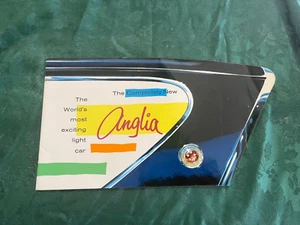 The Completely New
The
World's
most
exciting
light
car
Anglia